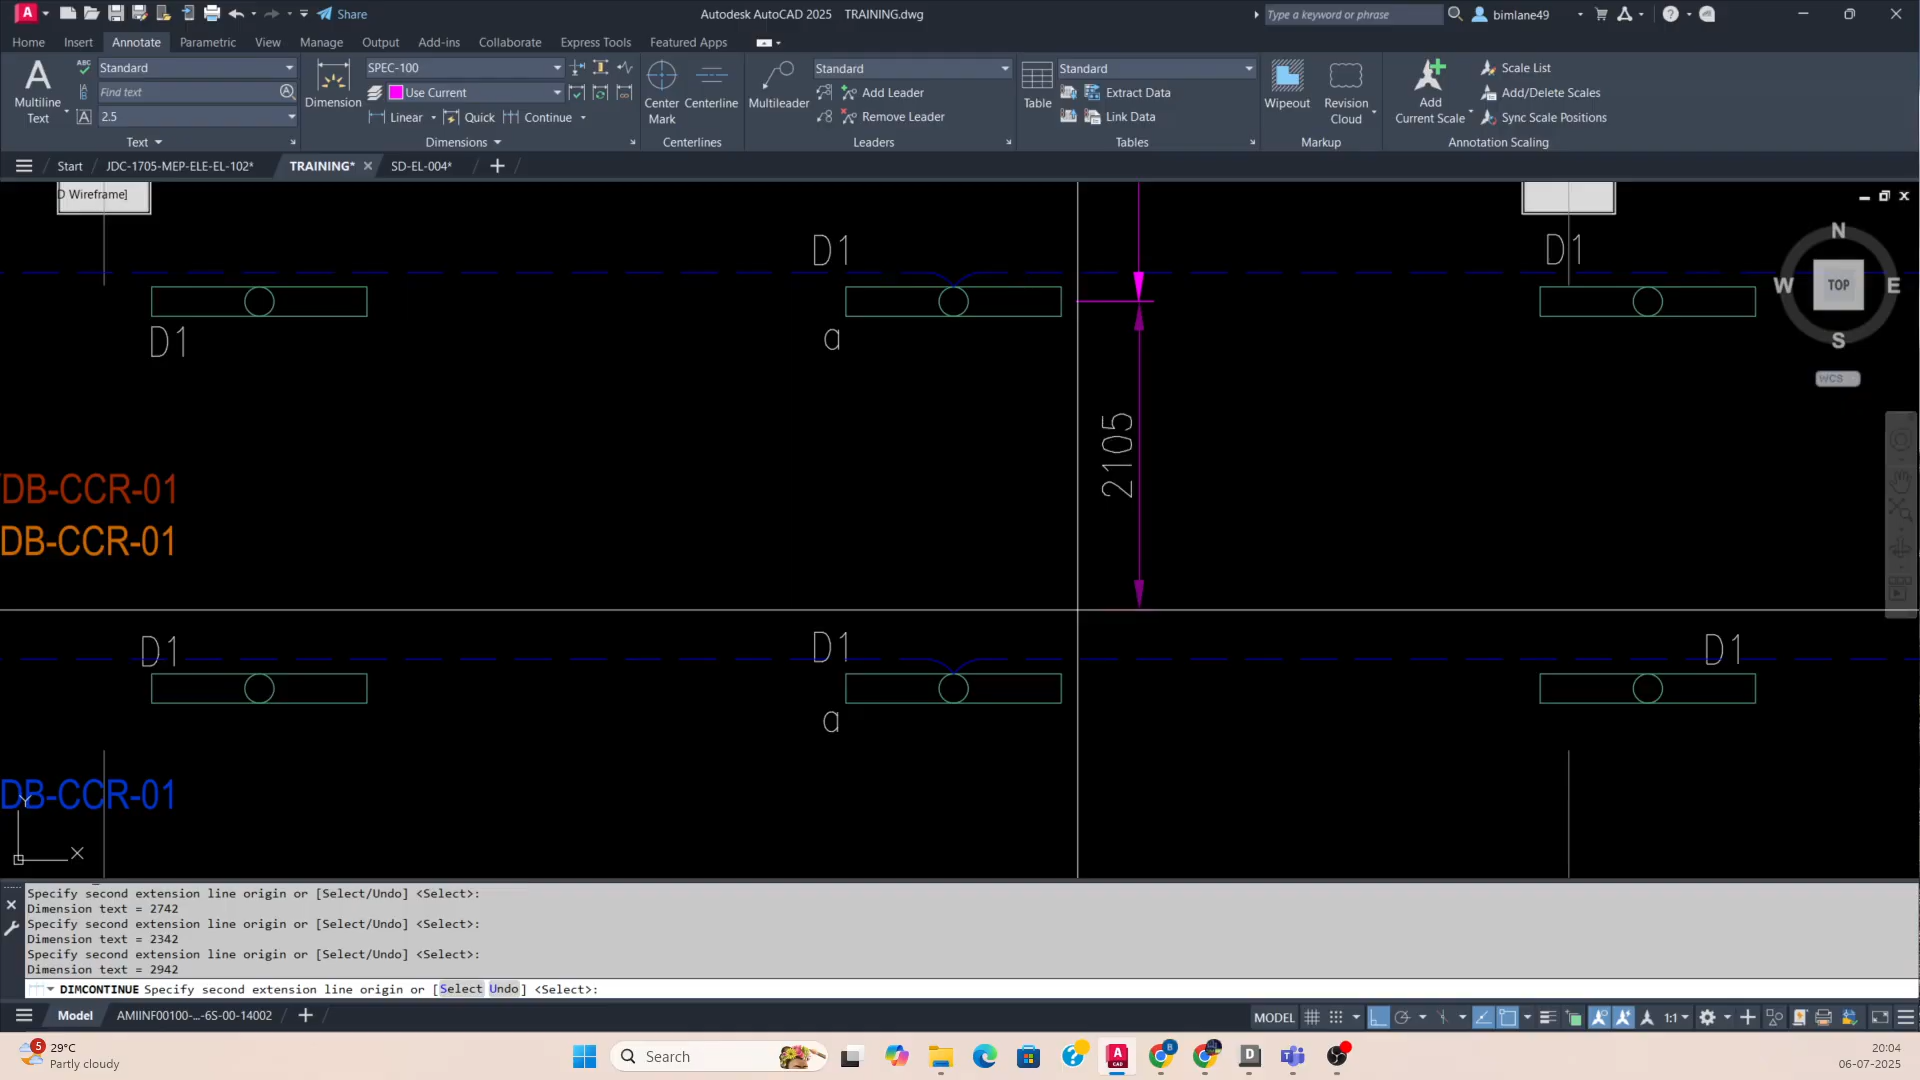 Share
Autodesk AutoCAD 2025 TRAINING.dwg
Type a keyword or phrase
bimlane49
Home Insert Annotate Parametric View Manage Output Add-ins Collaborate Express Tools Featured Apps
Multiline Text
ABC
Standard
Find text
2.5
Text
Dimension
SPEC-100
Use Current
Linear Quick Continue
Dimensions
Center Mark
Centerline
Centerlines
Multileader
Standard
Add Leader
Remove Leader
Leaders
Table
Standard
Extract Data
Link Data
Tables
Wipeout
Revision Cloud
Markup
Add Current Scale
Scale List
Add/Delete Scales
Sync Scale Positions
Annotation Scaling
Start JDC-1705-MEP-ELE-EL-102* TRAINING* SD-EL-004*
D Wireframe]
D1
D1
N
W TOP E
S
WCS
D1
a
2105
DB-CCR-01
DB-CCR-01
D1
D1
D1
a
DB-CCR-01
Y
X
Specify second extension line origin or [Select/Undo] <Select>:
Dimension text = 2742
Specify second extension line origin or [Select/Undo] <Select>:
Dimension text = 2342
Specify second extension line origin or [Select/Undo] <Select>:
Dimension text = 2942
DIMCONTINUE Specify second extension line origin or [Select Undo] <Select>:
Model AMIINF00100-...-6S-00-14002
MODEL
1:1
5
29°C
Partly cloudy
Search
20:04
06-07-2025